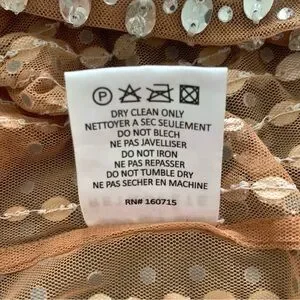 P
DRY CLEAN ONLY
NETTOYER A SEC SEULEMENT
DO NOT BLECH
NE PAS JAVELLISER
DO NOT IRON
NE PAS REPASSER
DO NOT TUMBLE DRY
NE PAS SECHER EN MACHINE
RN# 160715